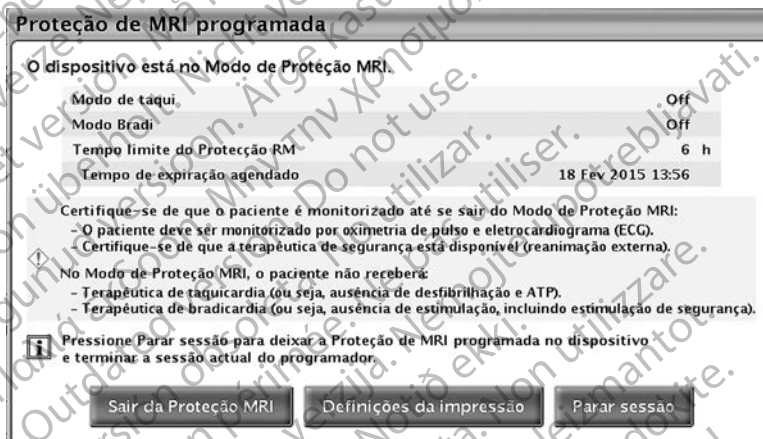 Proteção de MRI programada
O dispositivo está no Modo de Proteção MRI.
Modo de taqui Off
Modo Bradi Off
Tempo limite do Protecção RM 6 h
Tempo de expiração agendado 18 Fev 2015 13:56
Certifique-se de que o paciente é monitorizado até se sair do Modo de Proteção MRI:
- O paciente deve ser monitorizado por oximetria de pulso e eletrocardiograma (ECG).
- Certifique-se de que a terapêutica de segurança está disponível (reanimação externa).
No Modo de Proteção MRI, o paciente não receberá:
- Terapêutica de taquicardia (ou seja, ausência de desfibrilhação e ATP).
- Terapêutica de bradicardia (ou seja, ausência de estimulação, incluindo estimulação de segurança).
Pressione Parar sessão para deixar a Proteção de MRI programada no dispositivo
e terminar a sessão actual do programador.
Sair da Proteção MRI Definições da impressão Parar sessão